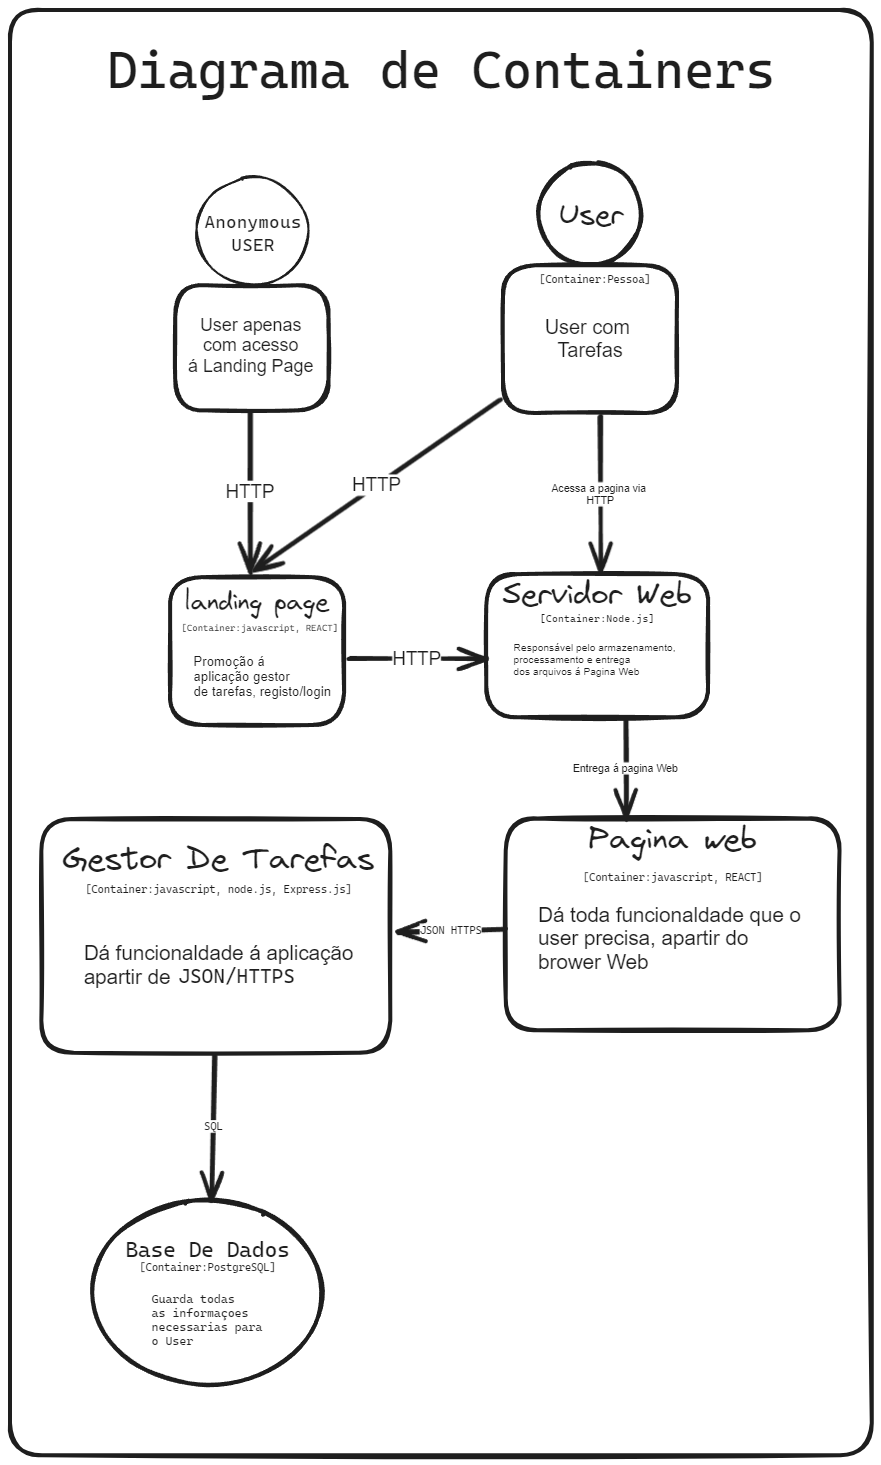 Diagrama de Containers
Anonymous
USER
User apenas
com acesso
á Landing Page
User
[Container:Pessoa]
User com
Tarefas
HTTP
HTTP
Acessa a pagina via
HTTP
landing page
[Container:javascript, REACT]
Promoção á
aplicação gestor
de tarefas, registo/login
HTTP
Servidor Web
[Container:Node.js]
Responsável pelo armazenamento,
processamento e entrega
dos arquivos á Pagina Web
Entrega á pagina Web
Gestor De Tarefas
[Container:javascript, node.js, Express.js]
Dá funcionaldade á aplicação
apartir de JSON/HTTPS
JSON HTTPS
Pagina web
[Container:javascript, REACT]
Dá toda funcionaldade que o
user precisa, apartir do
brower Web
SQL
Base De Dados
[Container:PostgreSQL]
Guarda todas
as informaçoes
necessarias para
o User